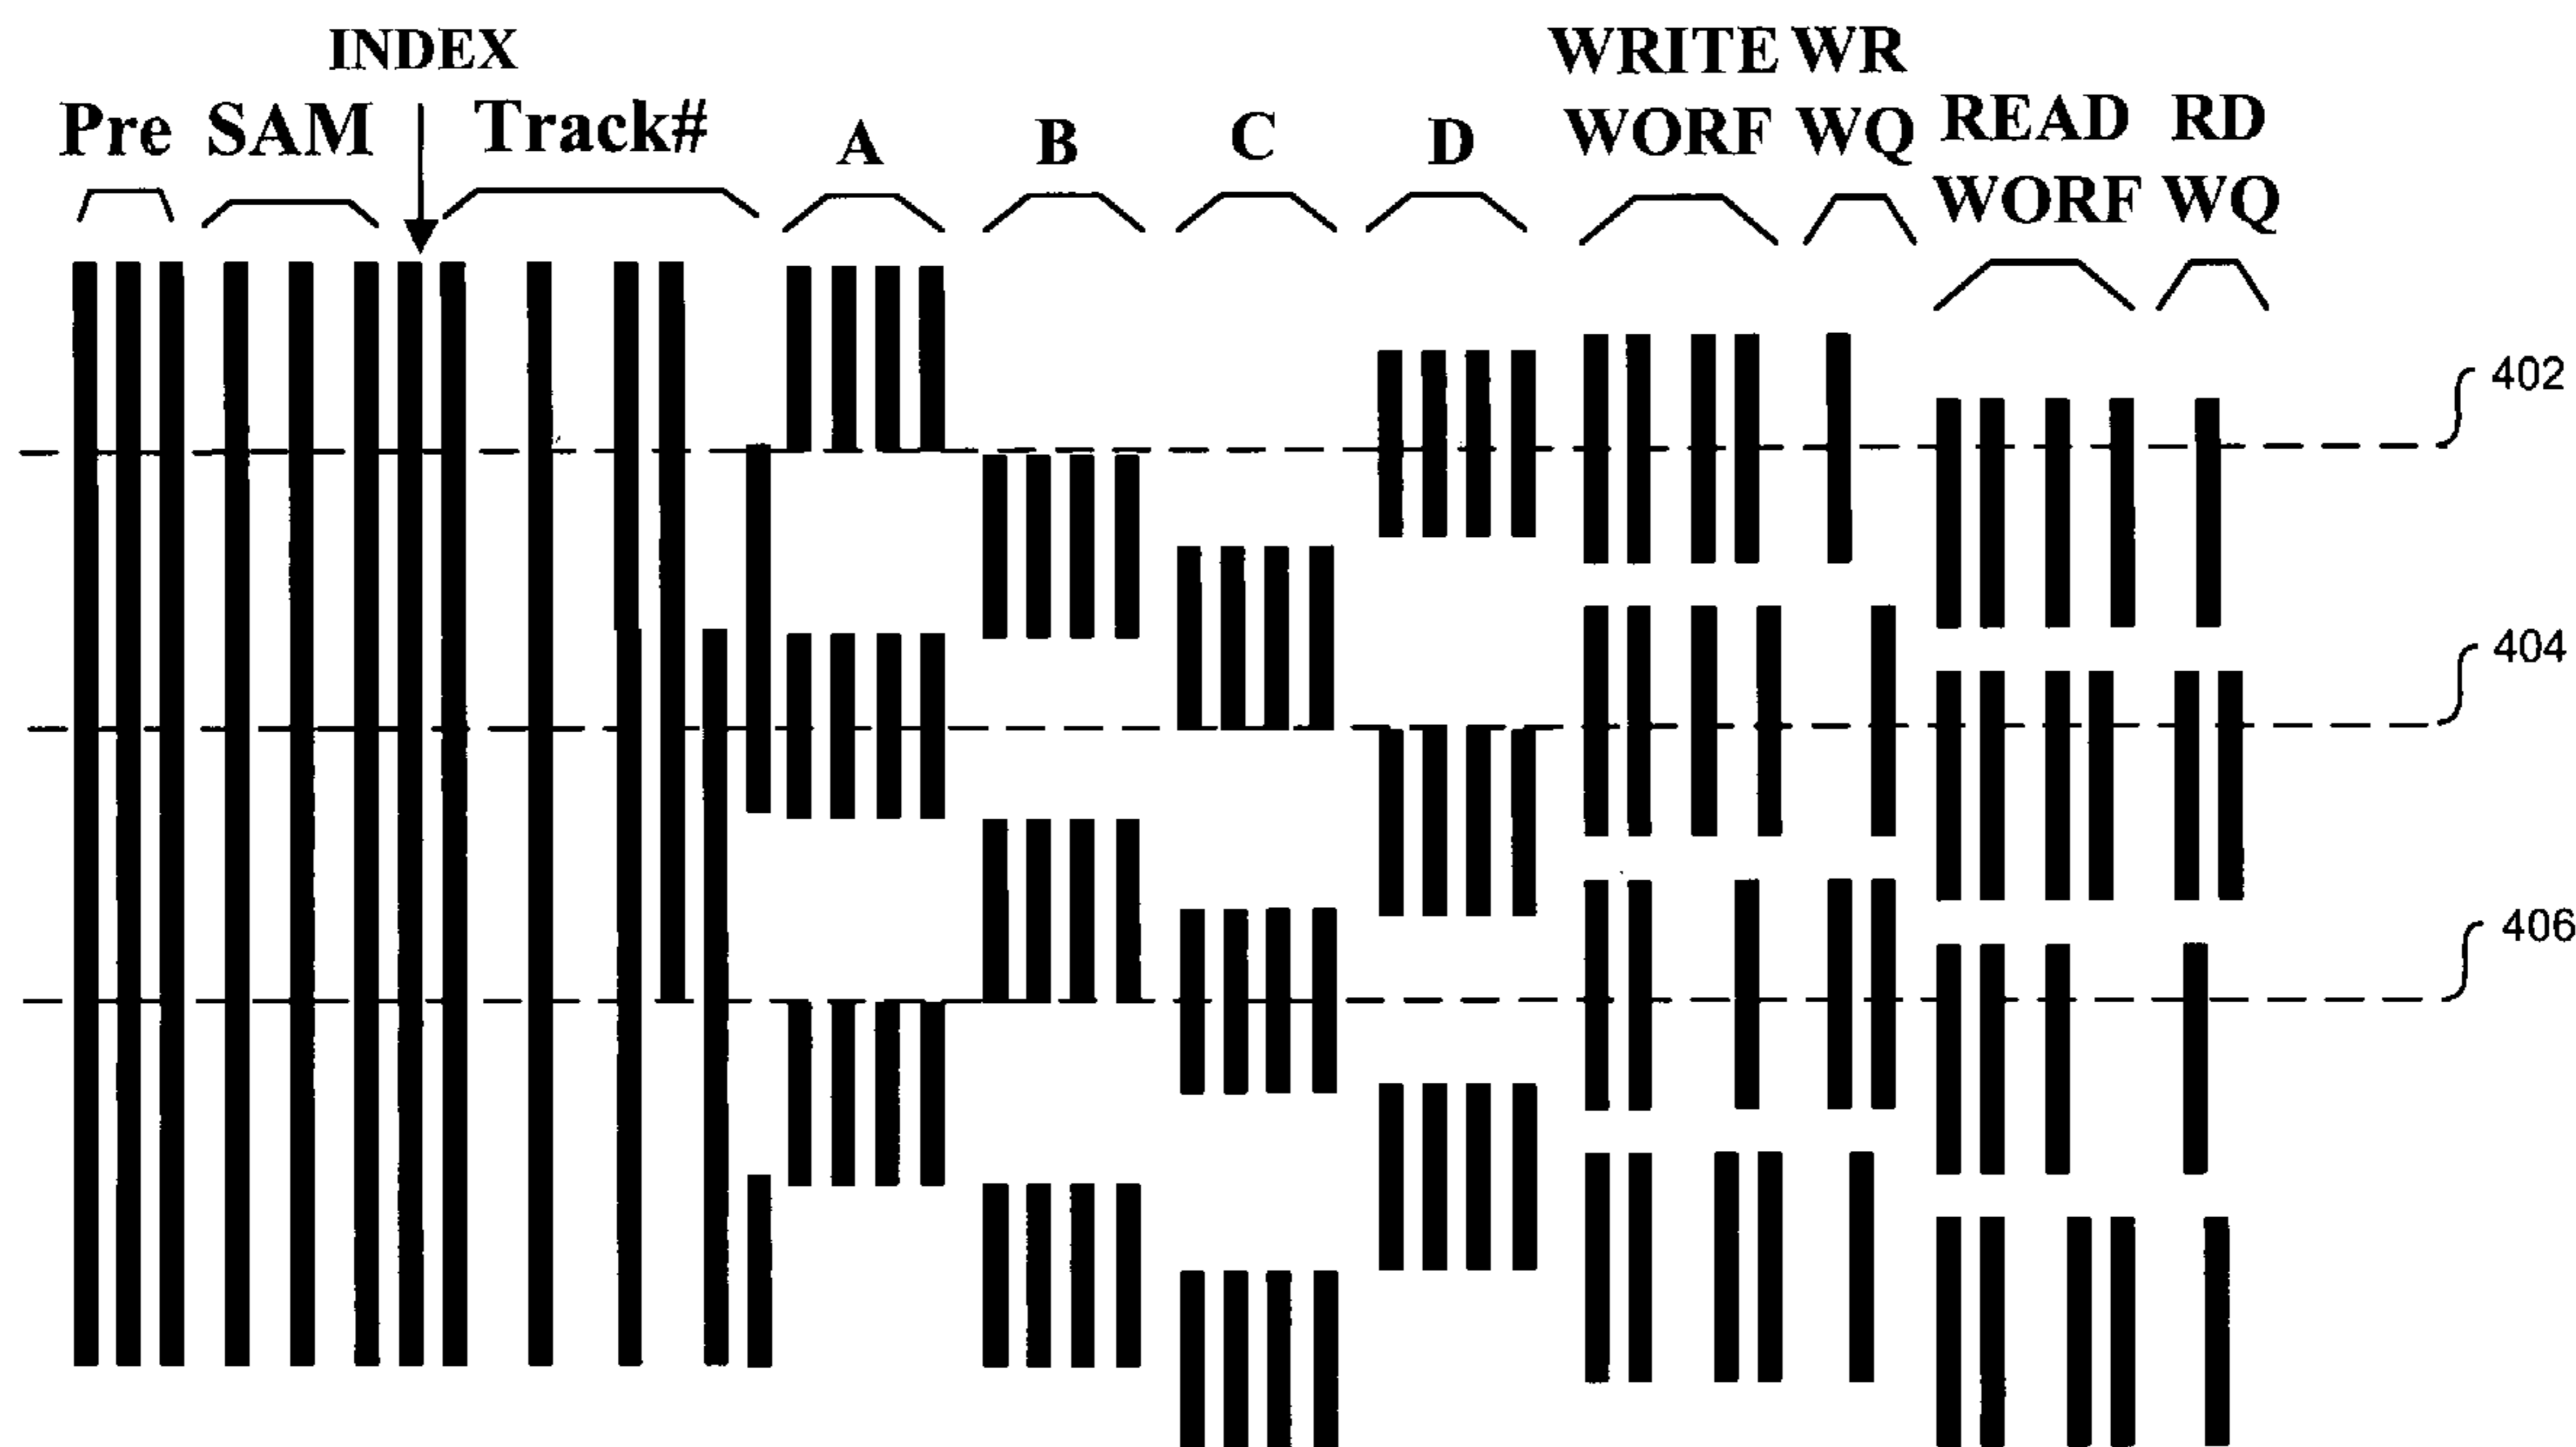 INDEX
Pre SAM Track# A B C D
WRITE WR
WORF WQ
READ RD
WORF WQ
402
404
406